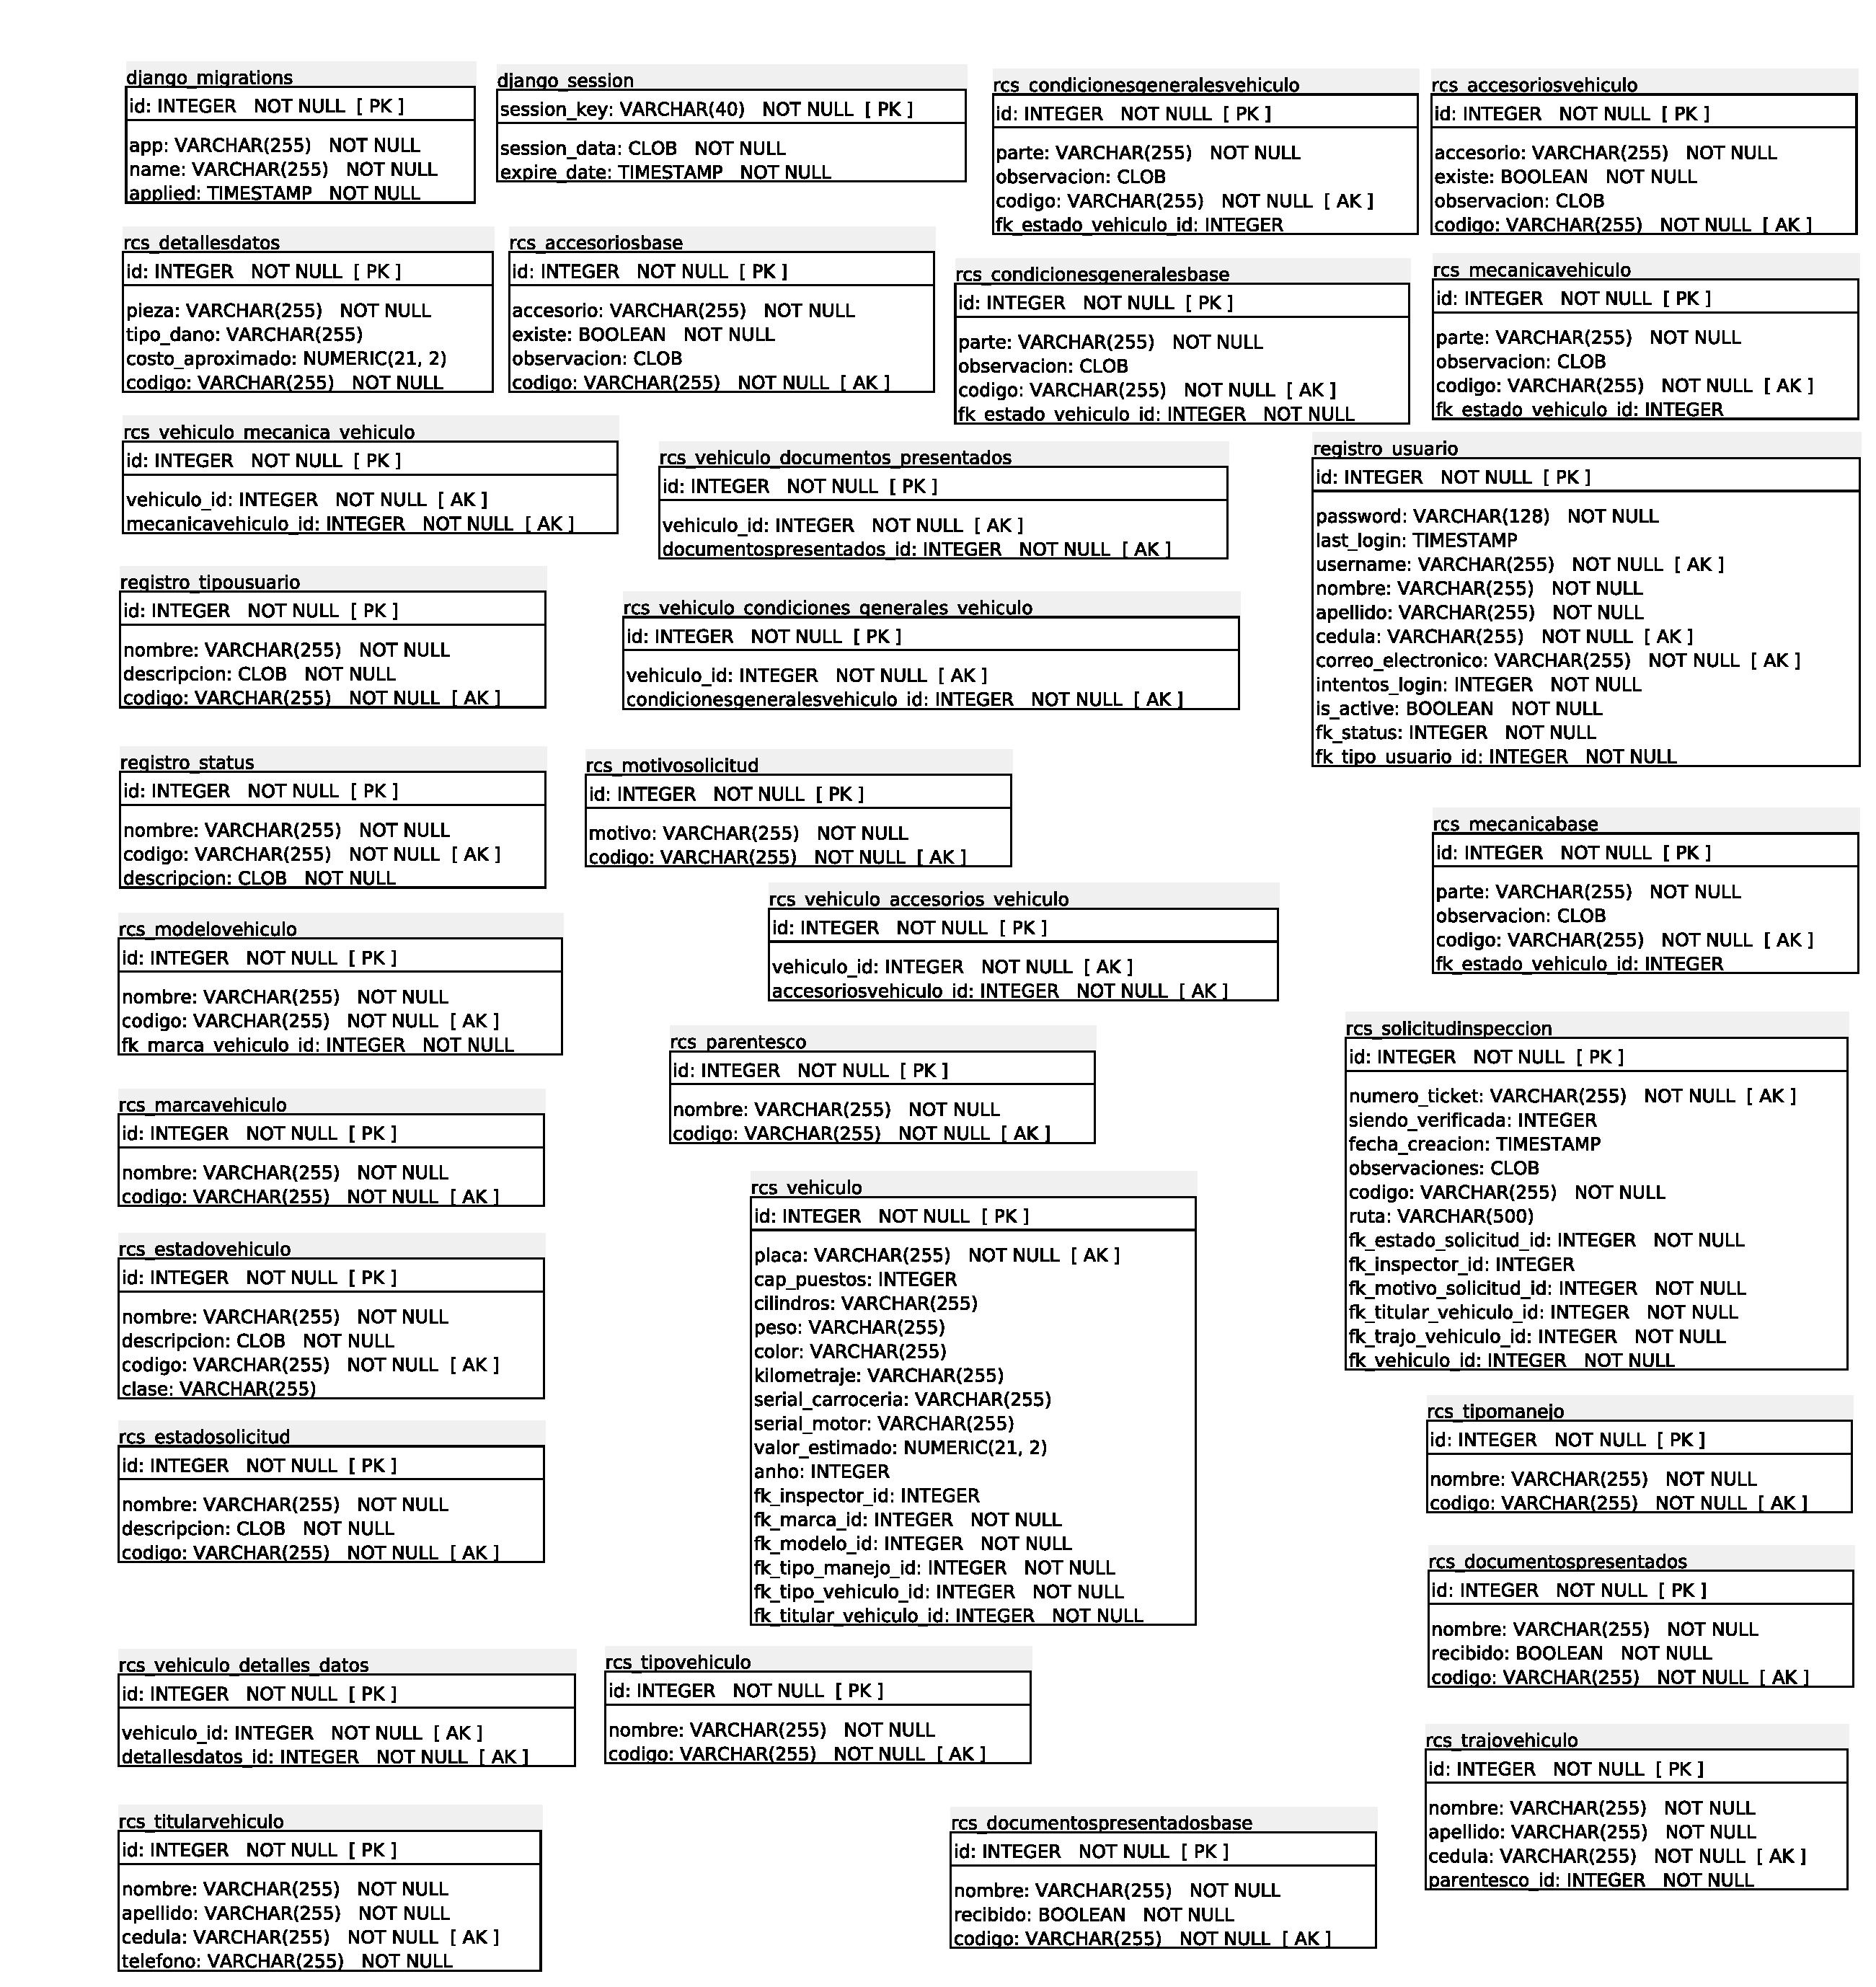 django_migrations
id: INTEGER NOT NULL [ PK ]
app: VARCHAR(255) NOT NULL
name: VARCHAR(255) NOT NULL
applied: TIMESTAMP NOT NULL
django_session
session_key: VARCHAR(40) NOT NULL [ PK ]
session_data: CLOB NOT NULL
expire_date: TIMESTAMP NOT NULL
rcs_condicionesgeneralesvehiculo
id: INTEGER NOT NULL [ PK ]
parte: VARCHAR(255) NOT NULL
observacion: CLOB
codigo: VARCHAR(255) NOT NULL [ AK ]
fk_estado_vehiculo_id: INTEGER
rcs_accesoriosvehiculo
id: INTEGER NOT NULL [ PK ]
accesorio: VARCHAR(255) NOT NULL
existe: BOOLEAN NOT NULL
observacion: CLOB
codigo: VARCHAR(255) NOT NULL [ AK ]
rcs_detallesdatos
id: INTEGER NOT NULL [ PK ]
pieza: VARCHAR(255) NOT NULL
tipo_dano: VARCHAR(255)
costo_aproximado: NUMERIC(21, 2)
codigo: VARCHAR(255) NOT NULL
rcs_accesoriosbase
id: INTEGER NOT NULL [ PK ]
accesorio: VARCHAR(255) NOT NULL
existe: BOOLEAN NOT NULL
observacion: CLOB
codigo: VARCHAR(255) NOT NULL [ AK ]
rcs_condicionesgeneralesbase
id: INTEGER NOT NULL [ PK ]
parte: VARCHAR(255) NOT NULL
observacion: CLOB
codigo: VARCHAR(255) NOT NULL [ AK ]
fk_estado_vehiculo_id: INTEGER NOT NULL
rcs_mecanicavehiculo
id: INTEGER NOT NULL [ PK ]
parte: VARCHAR(255) NOT NULL
observacion: CLOB
codigo: VARCHAR(255) NOT NULL [ AK ]
fk_estado_vehiculo_id: INTEGER
rcs_vehiculo_mecanica_vehiculo
id: INTEGER NOT NULL [ PK ]
vehiculo_id: INTEGER NOT NULL [ AK ]
mecanicavehiculo_id: INTEGER NOT NULL [ AK ]
rcs_vehiculo_documentos_presentados
id: INTEGER NOT NULL [ PK ]
vehiculo_id: INTEGER NOT NULL [ AK ]
documentospresentados_id: INTEGER NOT NULL [ AK ]
registro_usuario
id: INTEGER NOT NULL [ PK ]
password: VARCHAR(128) NOT NULL
last_login: TIMESTAMP
username: VARCHAR(255) NOT NULL [ AK ]
nombre: VARCHAR(255) NOT NULL
apellido: VARCHAR(255) NOT NULL
cedula: VARCHAR(255) NOT NULL [ AK ]
correo_electronico: VARCHAR(255) NOT NULL [ AK ]
intentos_login: INTEGER NOT NULL
is_active: BOOLEAN NOT NULL
fk_status: INTEGER NOT NULL
fk_tipo_usuario_id: INTEGER NOT NULL
registro_tipousuario
id: INTEGER NOT NULL [ PK ]
nombre: VARCHAR(255) NOT NULL
descripcion: CLOB NOT NULL
codigo: VARCHAR(255) NOT NULL [ AK ]
rcs_vehiculo_condiciones_generales_vehiculo
id: INTEGER NOT NULL [ PK ]
vehiculo_id: INTEGER NOT NULL [ AK ]
condicionesgeneralesvehiculo_id: INTEGER NOT NULL [ AK ]
registro_status
id: INTEGER NOT NULL [ PK ]
nombre: VARCHAR(255) NOT NULL
codigo: VARCHAR(255) NOT NULL [ AK ]
descripcion: CLOB NOT NULL
rcs_motivosolicitud
id: INTEGER NOT NULL [ PK ]
motivo: VARCHAR(255) NOT NULL
codigo: VARCHAR(255) NOT NULL [ AK ]
rcs_mecanicabase
id: INTEGER NOT NULL [ PK ]
parte: VARCHAR(255) NOT NULL
observacion: CLOB
codigo: VARCHAR(255) NOT NULL [ AK ]
fk_estado_vehiculo_id: INTEGER
rcs_vehiculo_accesorios_vehiculo
id: INTEGER NOT NULL [ PK ]
vehiculo_id: INTEGER NOT NULL [ AK ]
accesoriosvehiculo_id: INTEGER NOT NULL [ AK ]
rcs_modelovehiculo
id: INTEGER NOT NULL [ PK ]
nombre: VARCHAR(255) NOT NULL
codigo: VARCHAR(255) NOT NULL [ AK ]
fk_marca_vehiculo_id: INTEGER NOT NULL
rcs_parentesco
id: INTEGER NOT NULL [ PK ]
nombre: VARCHAR(255) NOT NULL
codigo: VARCHAR(255) NOT NULL [ AK ]
rcs_solicitudinspeccion
id: INTEGER NOT NULL [ PK ]
numero_ticket: VARCHAR(255) NOT NULL [ AK ]
siendo_verificada: INTEGER
fecha_creacion: TIMESTAMP
observaciones: CLOB
codigo: VARCHAR(255) NOT NULL
ruta: VARCHAR(500)
fk_estado_solicitud_id: INTEGER NOT NULL
fk_inspector_id: INTEGER
fk_motivo_solicitud_id: INTEGER NOT NULL
fk_titular_vehiculo_id: INTEGER NOT NULL
fk_trajo_vehiculo_id: INTEGER NOT NULL
fk_vehiculo_id: INTEGER NOT NULL
rcs_marcavehiculo
id: INTEGER NOT NULL [ PK ]
nombre: VARCHAR(255) NOT NULL
codigo: VARCHAR(255) NOT NULL [ AK ]
rcs_vehiculo
id: INTEGER NOT NULL [ PK ]
placa: VARCHAR(255) NOT NULL [ AK ]
cap_puestos: INTEGER
cilindros: VARCHAR(255)
peso: VARCHAR(255)
color: VARCHAR(255)
kilometraje: VARCHAR(255)
serial_carroceria: VARCHAR(255)
serial_motor: VARCHAR(255)
valor_estimado: NUMERIC(21, 2)
anho: INTEGER
fk_inspector_id: INTEGER
fk_marca_id: INTEGER NOT NULL
fk_modelo_id: INTEGER NOT NULL
fk_tipo_manejo_id: INTEGER NOT NULL
fk_tipo_vehiculo_id: INTEGER NOT NULL
fk_titular_vehiculo_id: INTEGER NOT NULL
rcs_estadovehiculo
id: INTEGER NOT NULL [ PK ]
nombre: VARCHAR(255) NOT NULL
descripcion: CLOB NOT NULL
codigo: VARCHAR(255) NOT NULL [ AK ]
clase: VARCHAR(255)
rcs_tipomanejo
id: INTEGER NOT NULL [ PK ]
nombre: VARCHAR(255) NOT NULL
codigo: VARCHAR(255) NOT NULL [ AK ]
rcs_estadosolicitud
id: INTEGER NOT NULL [ PK ]
nombre: VARCHAR(255) NOT NULL
descripcion: CLOB NOT NULL
codigo: VARCHAR(255) NOT NULL [ AK ]
rcs_documentospresentados
id: INTEGER NOT NULL [ PK ]
nombre: VARCHAR(255) NOT NULL
recibido: BOOLEAN NOT NULL
codigo: VARCHAR(255) NOT NULL [ AK ]
rcs_vehiculo_detalles_datos
id: INTEGER NOT NULL [ PK ]
vehiculo_id: INTEGER NOT NULL [ AK ]
detallesdatos_id: INTEGER NOT NULL [ AK ]
rcs_tipovehiculo
id: INTEGER NOT NULL [ PK ]
nombre: VARCHAR(255) NOT NULL
codigo: VARCHAR(255) NOT NULL [ AK ]
rcs_trajovehiculo
id: INTEGER NOT NULL [ PK ]
nombre: VARCHAR(255) NOT NULL
apellido: VARCHAR(255) NOT NULL
cedula: VARCHAR(255) NOT NULL [ AK ]
parentesco_id: INTEGER NOT NULL
rcs_titularvehiculo
id: INTEGER NOT NULL [ PK ]
nombre: VARCHAR(255) NOT NULL
apellido: VARCHAR(255) NOT NULL
cedula: VARCHAR(255) NOT NULL [ AK ]
telefono: VARCHAR(255) NOT NULL
rcs_documentospresentadosbase
id: INTEGER NOT NULL [ PK ]
nombre: VARCHAR(255) NOT NULL
recibido: BOOLEAN NOT NULL
codigo: VARCHAR(255) NOT NULL [ AK ]